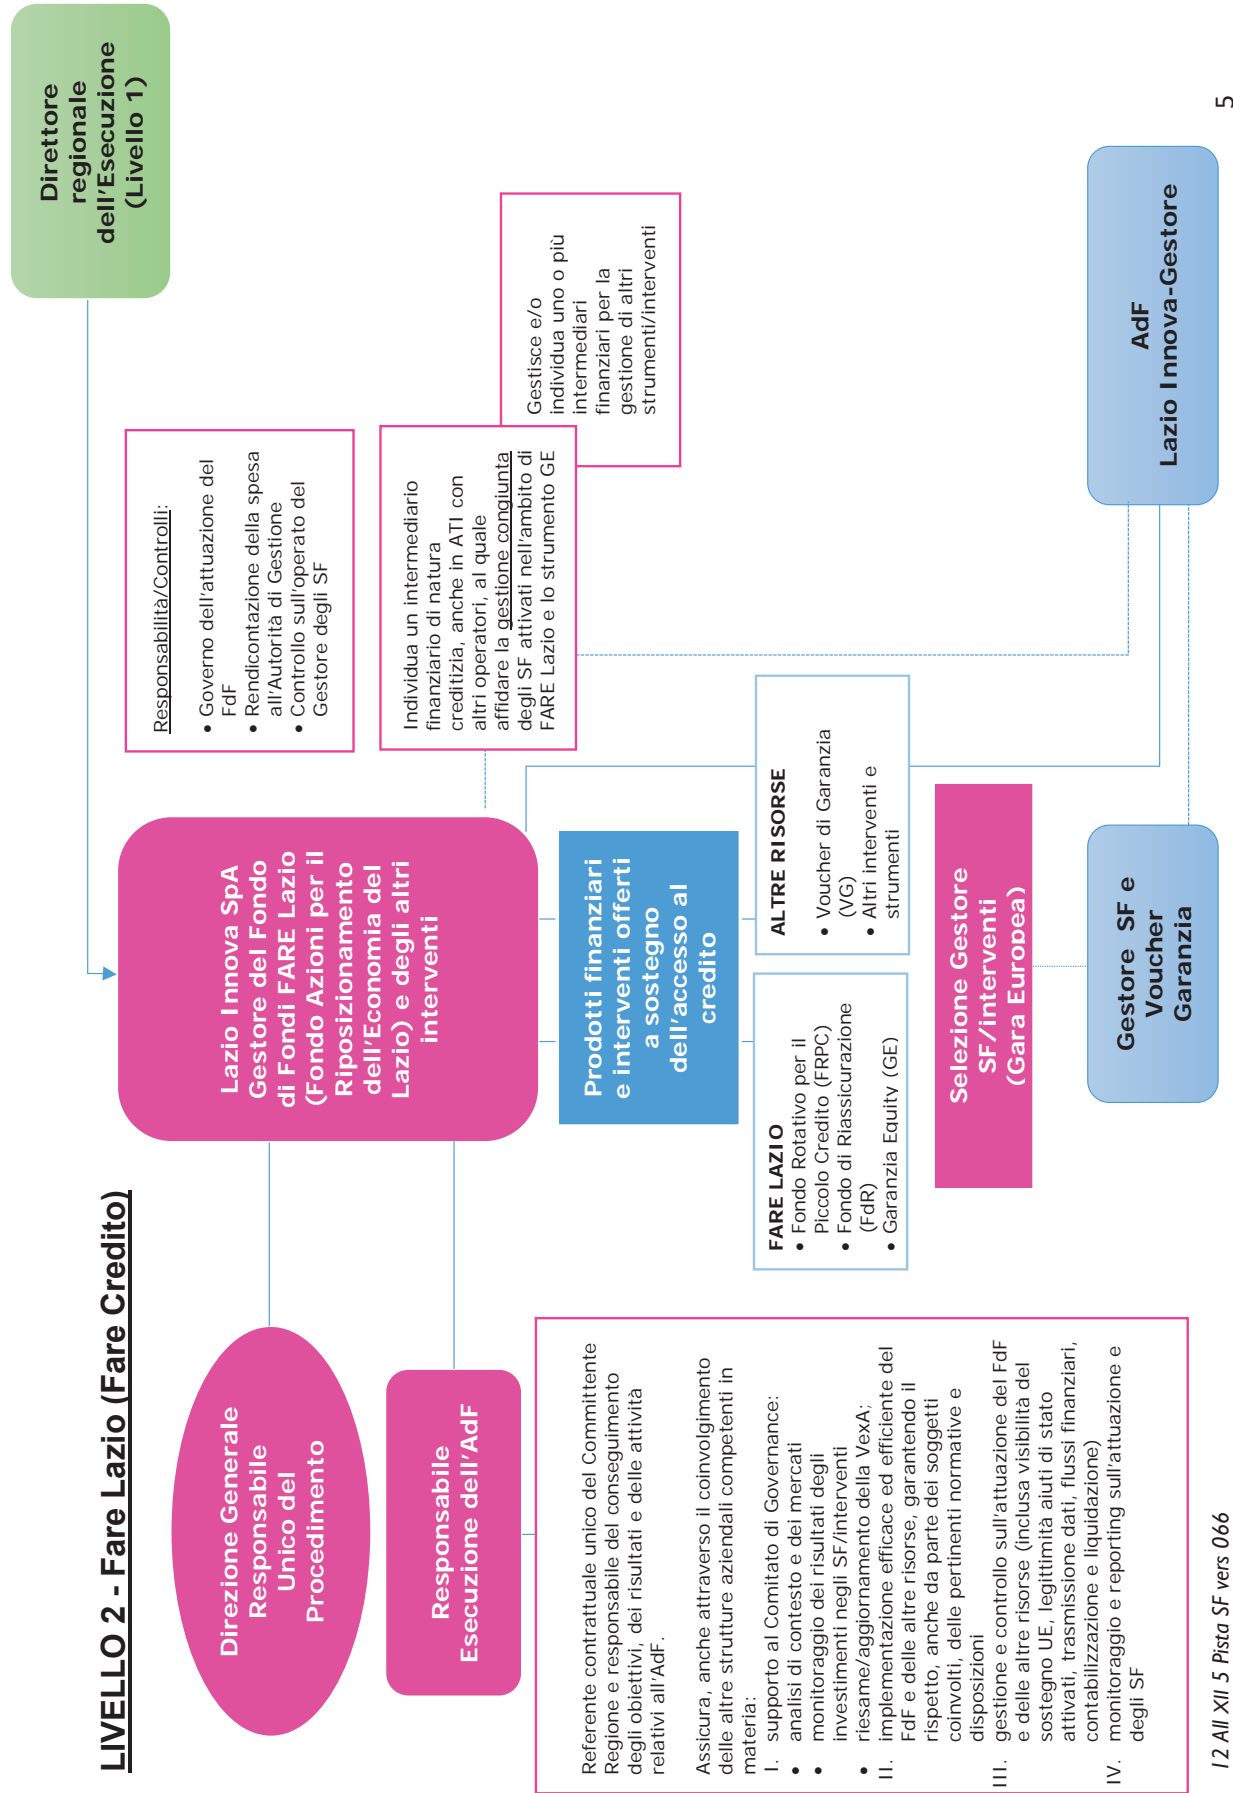 LIVELLO 2 - Fare Lazio (Fare Credito)
Direttore
regionale
dell'Esecuzione
(Livello 1)
Direzione Generale
Responsabile
Unico del
Procedimento
Lazio Innova SpA
Gestore del Fondo
di Fondi FARE Lazio
(Fondo Azioni per il
Riposizionamento
dell'Economia del
Lazio) e degli altri
interventi
Responsabilità/Controlli:
• Governo dell'attuazione del
FdF
• Rendicontazione della spesa
all'Autorità di Gestione
• Controllo sull'operato del
Gestore degli SF
Responsabile
Esecuzione dell'AdF
Individua un intermediario
finanziario di natura
creditizia, anche in ATI con
altri operatori, al quale
affidare la gestione congiunta
degli SF attivati nell'ambito di
FARE Lazio e lo strumento GE
Gestisce e/o
individua uno o più
intermediari
finanziari per la
gestione di altri
strumenti/interventi
Referente contrattuale unico del Committente
Regione e responsabile del conseguimento
degli obiettivi, dei risultati e delle attività
relativi all'AdF.
Assicura, anche attraverso il coinvolgimento
delle altre strutture aziendali competenti in
materia:
I. supporto al Comitato di Governance:
• analisi di contesto e dei mercati
• monitoraggio dei risultati degli
investimenti negli SF/interventi
• riesame/aggiornamento della VexA;
II. implementazione efficace ed efficiente del
FdF e delle altre risorse, garantendo il
rispetto, anche da parte dei soggetti
coinvolti, delle pertinenti normative e
disposizioni
III. gestione e controllo sull'attuazione del FdF
e delle altre risorse (inclusa visibilità del
sostegno UE, legittimità aiuti di stato
attivati, trasmissione dati, flussi finanziari,
contabilizzazione e liquidazione)
IV. monitoraggio e reporting sull'attuazione e
degli SF
Prodotti finanziari
e interventi offerti
a sostegno
dell'accesso al
credito
FARE LAZIO
• Fondo Rotativo per il
Piccolo Credito (FRPC)
• Fondo di Riassicurazione
(FdR)
• Garanzia Equity (GE)
ALTRE RISORSE
• Voucher di Garanzia
(VG)
• Altri interventi e
strumenti
Selezione Gestore
SF/interventi
(Gara Europea)
Gestore SF e
Voucher
Garanzia
AdF
Lazio Innova-Gestore
12 All XII 5 Pista SF vers 066
5